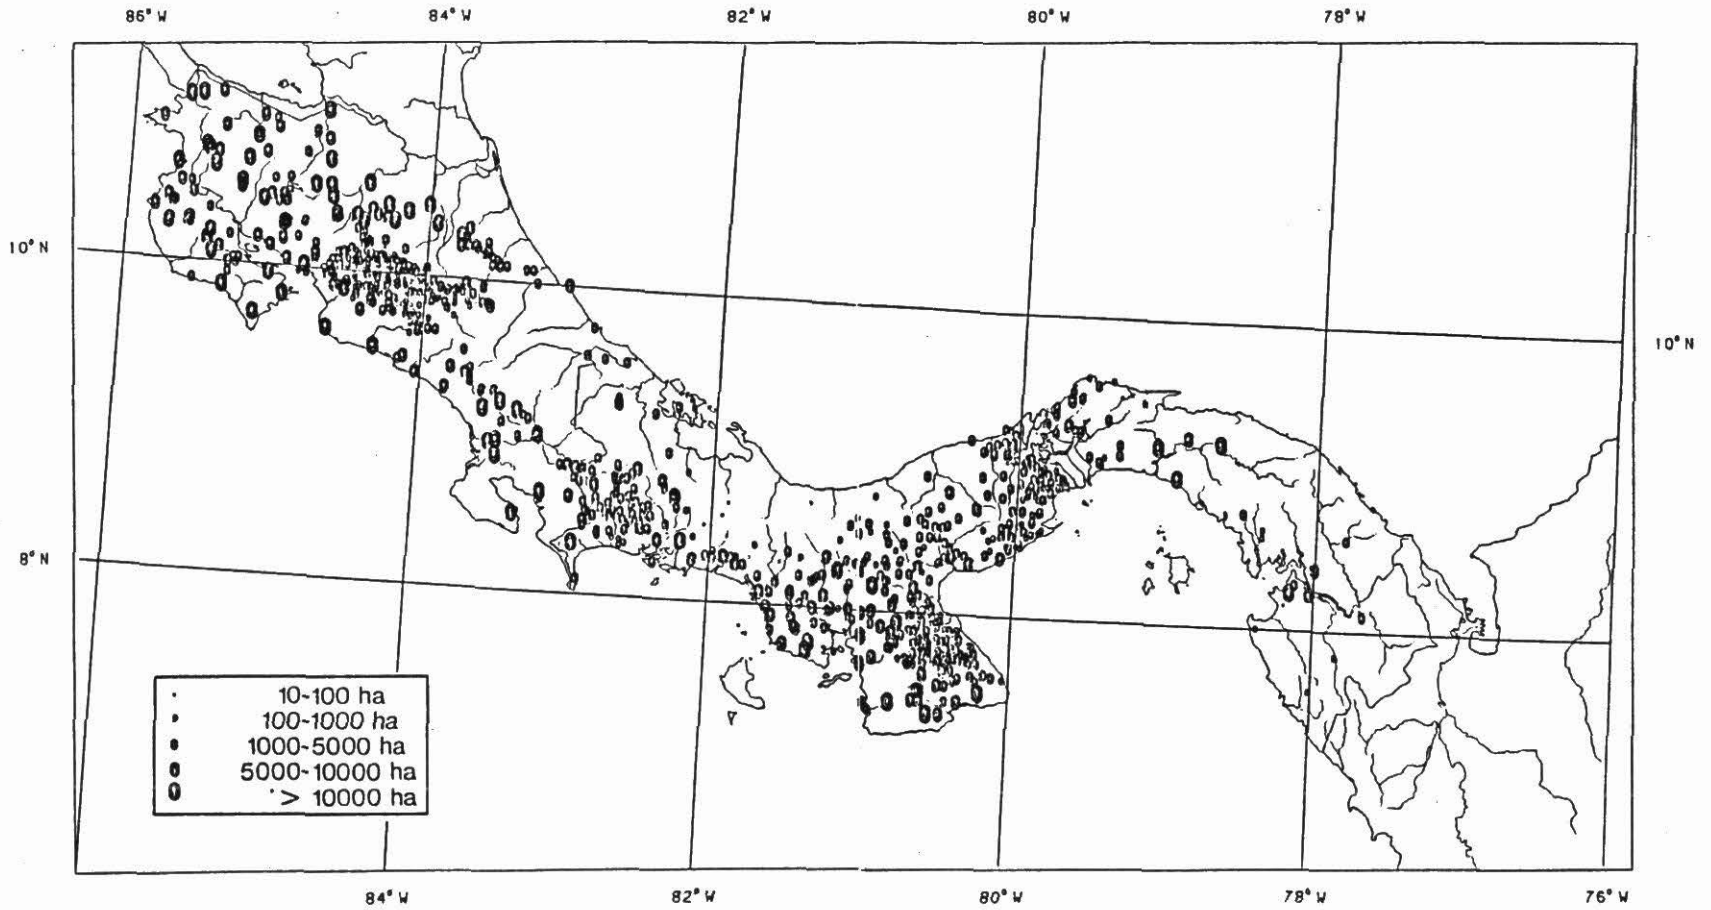 86° W 84° W 82° W 80° W 78° W
10° N
10° N
8° N
10-100 ha
100-1000 ha
1000-5000 ha
5000-10000 ha
> 10000 ha
84° W 82° W 80° W 78° W 76° W